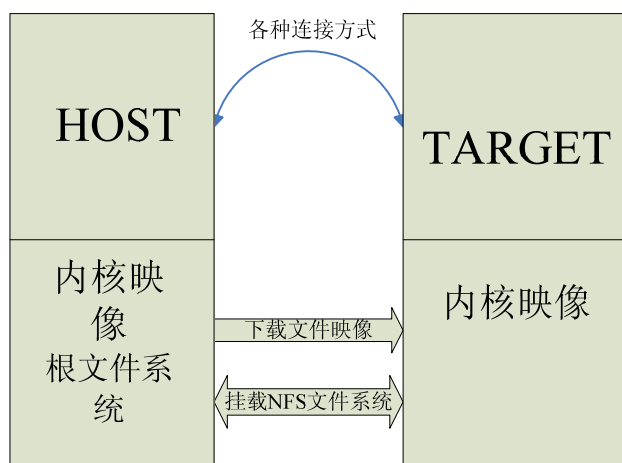 各种连接方式
HOST
TARGET
内核映
像
根文件系
统
内核映像
下载文件映像
挂载NFS文件系统